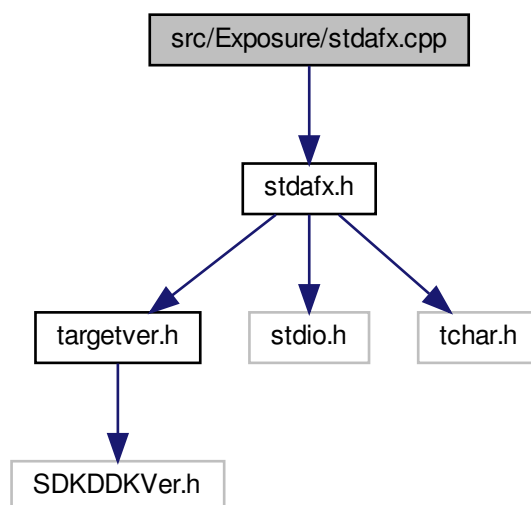 src/Exposure/stdafx.cpp
stdafx.h
targetver.h
stdio.h
tchar.h
SDKDDKVer.h